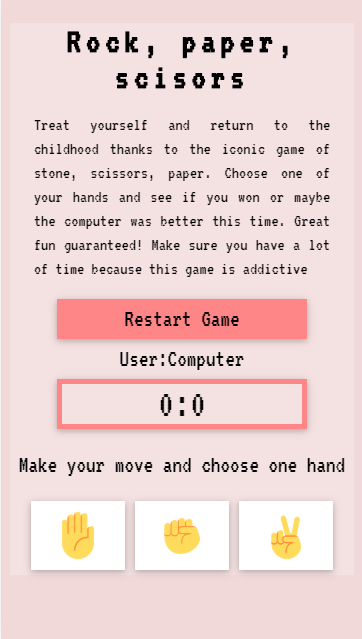 Rock, paper,
scisors
Treat yourself and return to the
childhood thanks to the iconic game of
stone, scissors, paper. Choose one of
your hands and see if you won or maybe
the computer was better this time. Great
fun guaranteed! Make sure you have a lot
of time because this game is addictive
Restart Game
User:Computer
0:0
Make your move and choose one hand